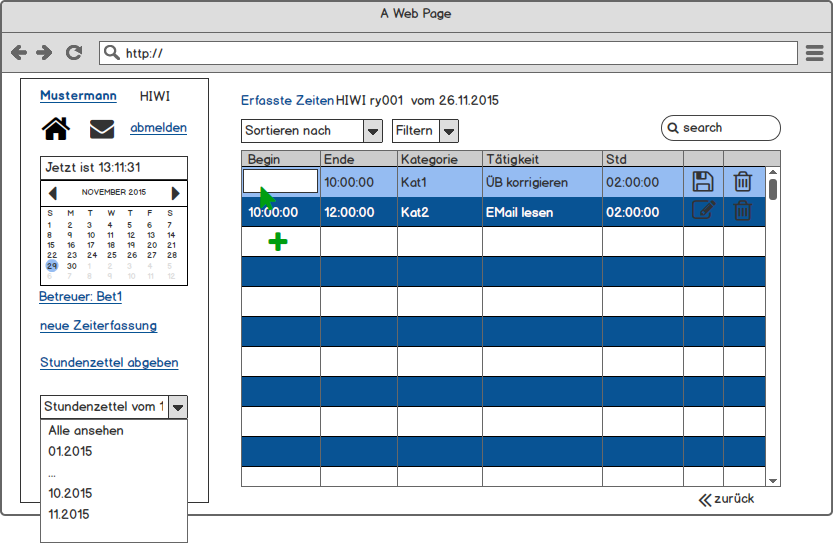 A Web Page
http://
Mustermann HIWI
abmelden
Jetzt ist 13:11:31
NOVEMBER 2015
S M T W T F S
1 2 3 4 5 6 7
8 9 10 11 12 13 14
15 16 17 18 19 20 21
22 23 24 25 26 27 28
29 30 1 2 3 4 5
6 7 8 9 10 11 12
Betreuer: Bet1
neue Zeiterfassung
Stundenzettel abgeben
Stundenzettel vom 1
Alle ansehen
01.2015
...
10.2015
11.2015
Erfasste Zeiten HIWI ry001 vom 26.11.2015
Sortieren nach Filtern search
Begin Ende Kategorie Tätigkeit Std
10:00:00 Kat1 ÜB korrigieren 02:00:00
10:00:00 12:00:00 Kat2 EMail lesen 02:00:00
zurück